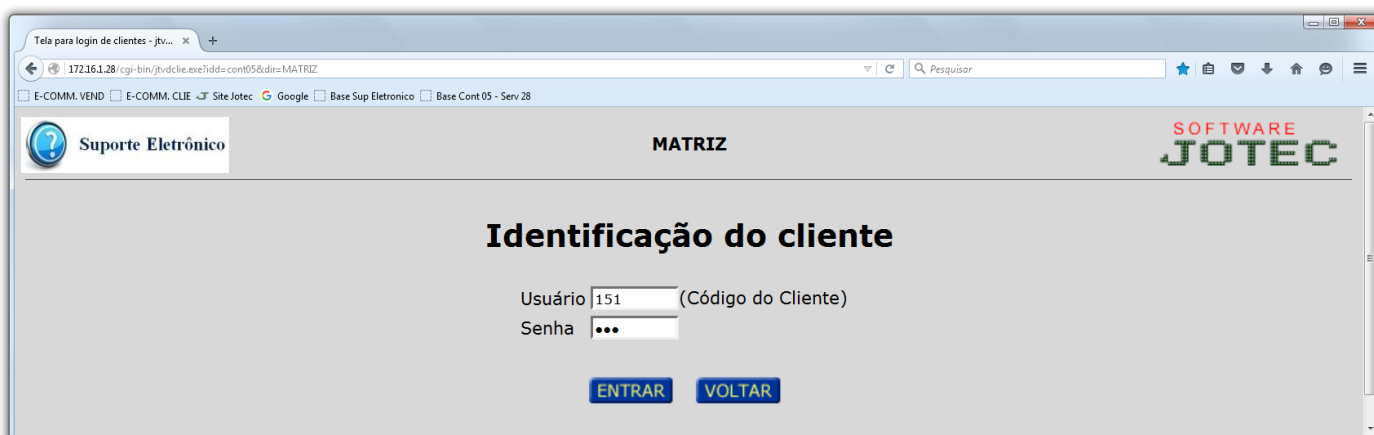 Tela para login de clientes - jtv...
172.16.1.28/cgi-bin/jtvdclie.exe?idd=cont05&dir=MATRIZ
Pesquisar
E-COMM. VEND E-COMM. CLIE Site Jotec Google Base Sup Eletronico Base Cont 05 - Serv 28
Suporte Eletrônico
MATRIZ
SOFTWARE
JOTEC
Identificação do cliente
Usuário 151 (Código do Cliente)
Senha •••
ENTRAR VOLTAR